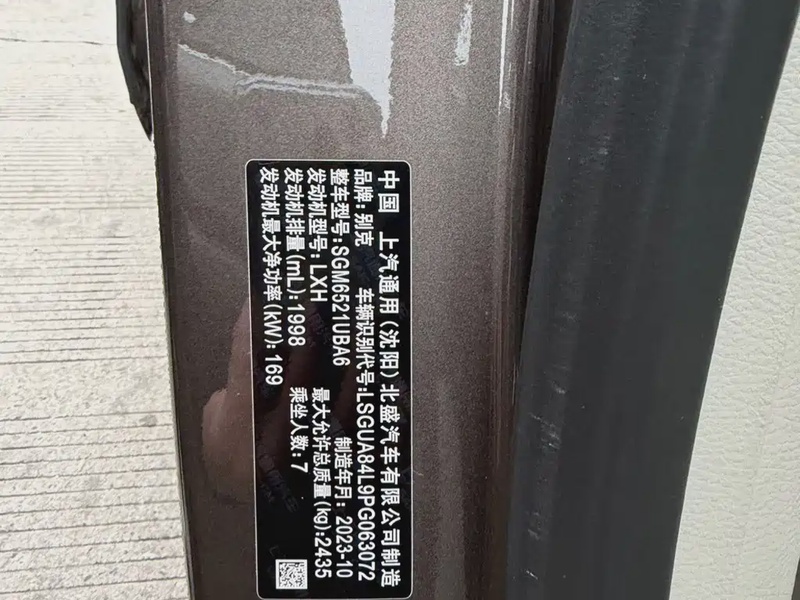 中国 上汽通用(沈阳)北盛汽车有限公司制造
品牌:别克 车辆识别代号:LSGUA84L9PG063072
整车型号:SGM6521UBA6 制造年月:2023-10
发动机型号:LXH 最大允许总质量(kg):2435
发动机排量(mL):1998 乘坐人数:7
发动机最大净功率(kW):169